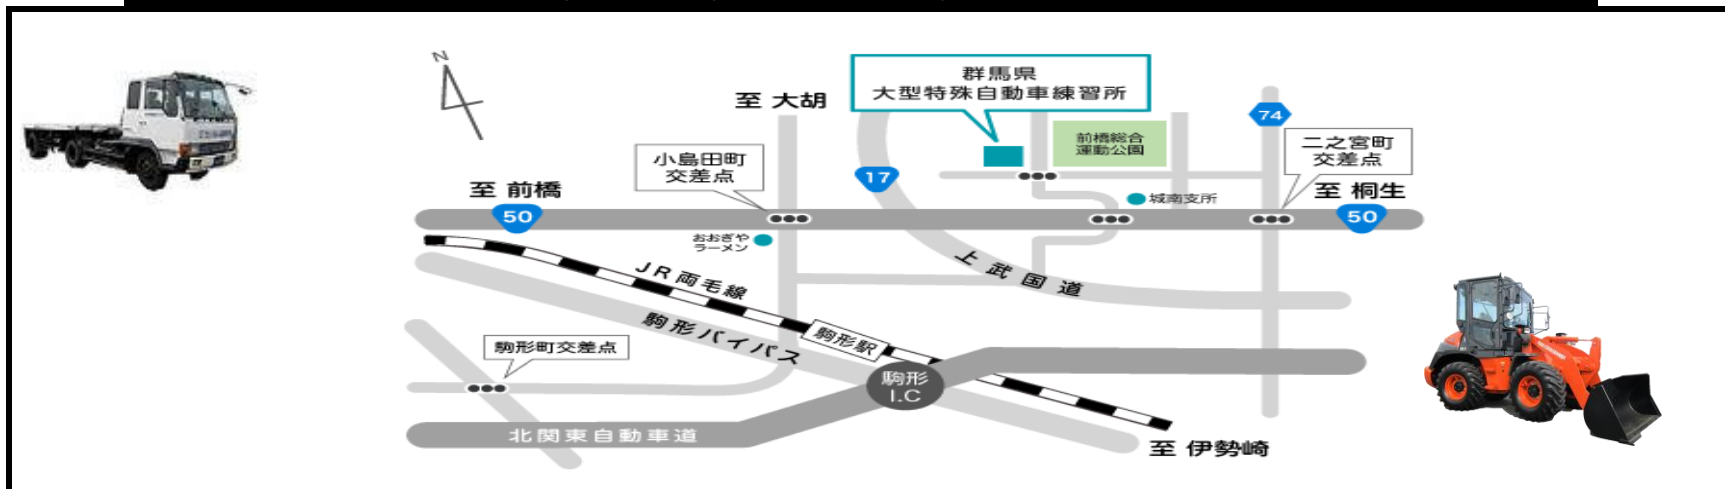 N
群馬県
大型特殊自動車練習所
至 大胡
74
前橋総合
運動公園
二之宮町
交差点
小島田町
交差点
17
至 前橋
至 桐生
城南支所
50
50
おおぎや
ラーメン
上武国道
JR両毛線
駒形バイパス
駒形駅
駒形町交差点
駒形
I.C
北関東自動車道
至 伊勢崎